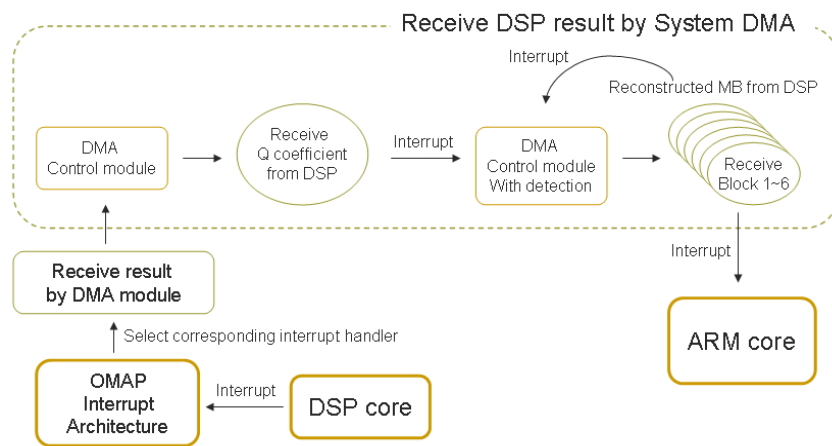 Receive DSP result by System DMA
Interrupt
Reconstructed MB from DSP
DMA
Control module
Receive
Q coefficient
from DSP
Interrupt
DMA
Control module
With detection
Receive
Block 1~6
Receive result
by DMA module
Interrupt
Select corresponding interrupt handler
ARM core
OMAP
Interrupt
Architecture
Interrupt
DSP core